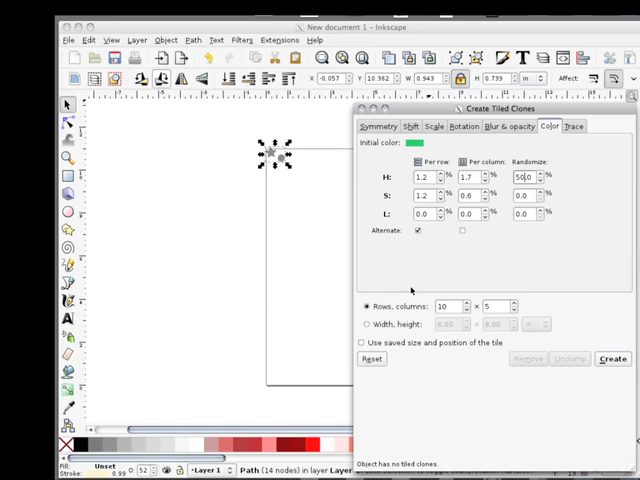 New document 1 – Inkscape
File Edit View Layer Object Path Text Filters Extensions Help
X -0.057 Y 10.362 W 0.943 H 0.739 in Affect:
Create Tiled Clones
Symmetry Shift Scale Rotation Blur & opacity Color Trace
Initial color:
Per row: Per column: Randomize:
H: 1.2 % 1.7 % 50.0 %
S: 1.2 % 0.6 % 0.0 %
L: 0.0 % 0.0 % 0.0 %
Alternate:
Rows, columns: 10 × 5
Width, height: 6.00 × 8.00 in
Use saved size and position of the tile
Reset Remove Unclump Create
Object has no tiled clones.
Fill: Unset
Stroke: 0.99 O: 52 Layer 1 Path (14 nodes) in layer Layer